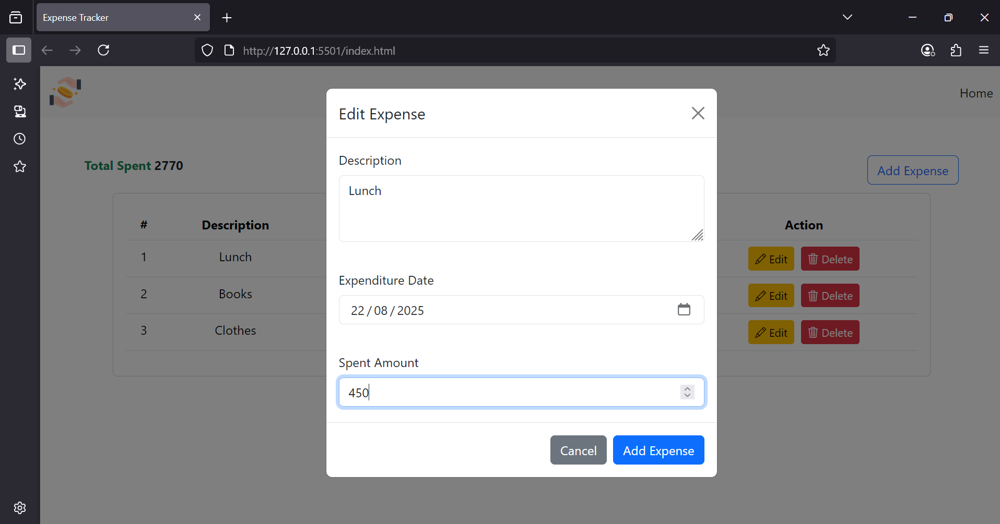 Expense Tracker
http://127.0.0.1:5501/index.html
Home
Total Spent 2770
Add Expense
# Description Action
1 Lunch Edit Delete
2 Books Edit Delete
3 Clothes Edit Delete
Edit Expense
Description
Lunch
Expenditure Date
22/08/2025
Spent Amount
450
Cancel Add Expense